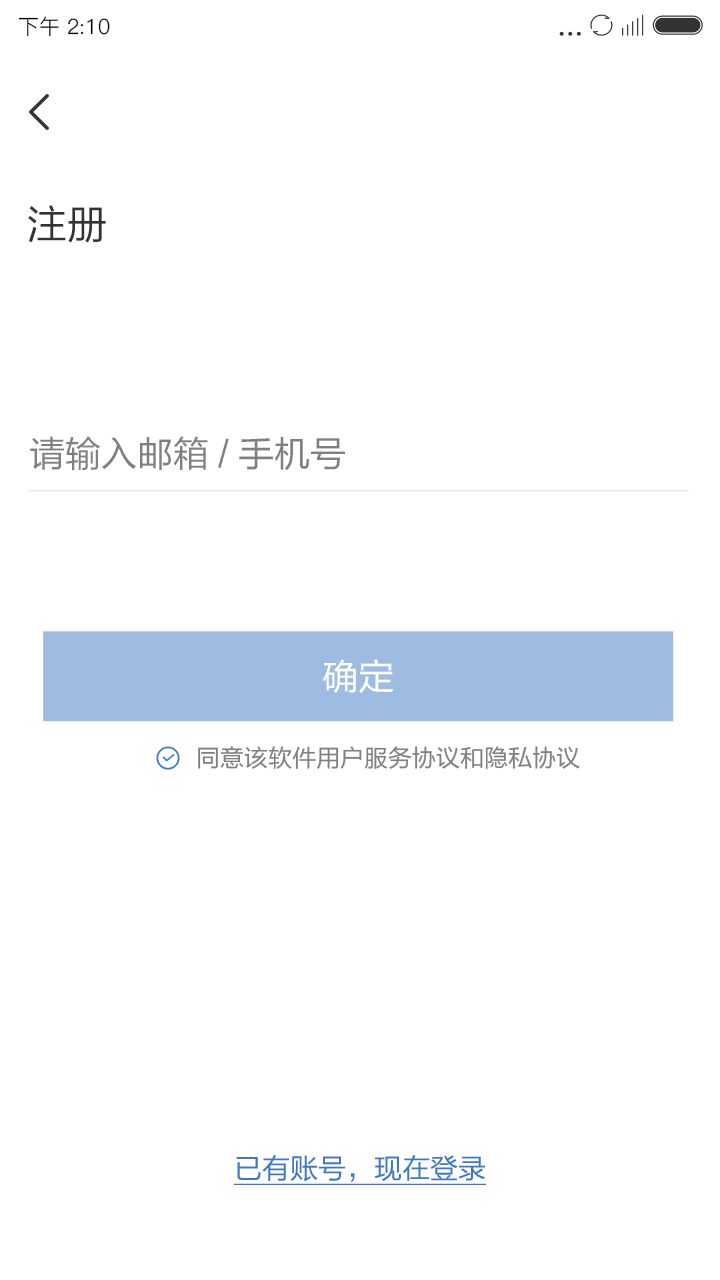 下午 2:10
注册
请输入邮箱 / 手机号
确定
同意该软件用户服务协议和隐私协议
已有账号，现在登录